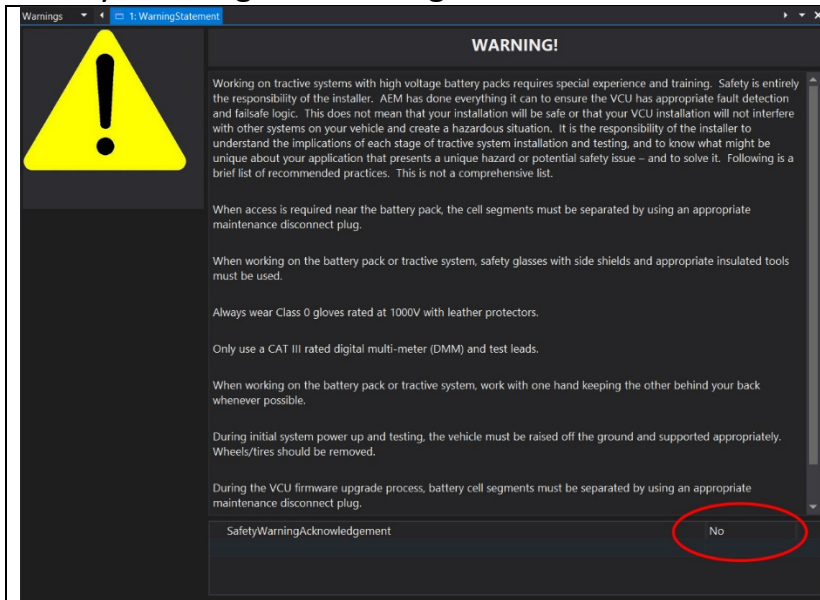 Warnings
1: WarningStatement
WARNING!
Working on tractive systems with high voltage battery packs requires special experience and training.  Safety is entirely
the responsibility of the installer.  AEM has done everything it can to ensure the VCU has appropriate fault detection
and failsafe logic.  This does not mean that your installation will be safe or that your VCU installation will not interfere
with other systems on your vehicle and create a hazardous situation.  It is the responsibility of the installer to
understand the implications of each stage of tractive system installation and testing, and to know what might be
unique about your application that presents a unique hazard or potential safety issue – and to solve it.  Following is a
brief list of recommended practices.  This is not a comprehensive list.
When access is required near the battery pack, the cell segments must be separated by using an appropriate
maintenance disconnect plug.
When working on the battery pack or tractive system, safety glasses with side shields and appropriate insulated tools
must be used.
Always wear Class 0 gloves rated at 1000V with leather protectors.
Only use a CAT III rated digital multi-meter (DMM) and test leads.
When working on the battery pack or tractive system, work with one hand keeping the other behind your back
whenever possible.
During initial system power up and testing, the vehicle must be raised off the ground and supported appropriately.
Wheels/tires should be removed.
During the VCU firmware upgrade process, battery cell segments must be separated by using an appropriate
maintenance disconnect plug.
SafetyWarningAcknowledgement No